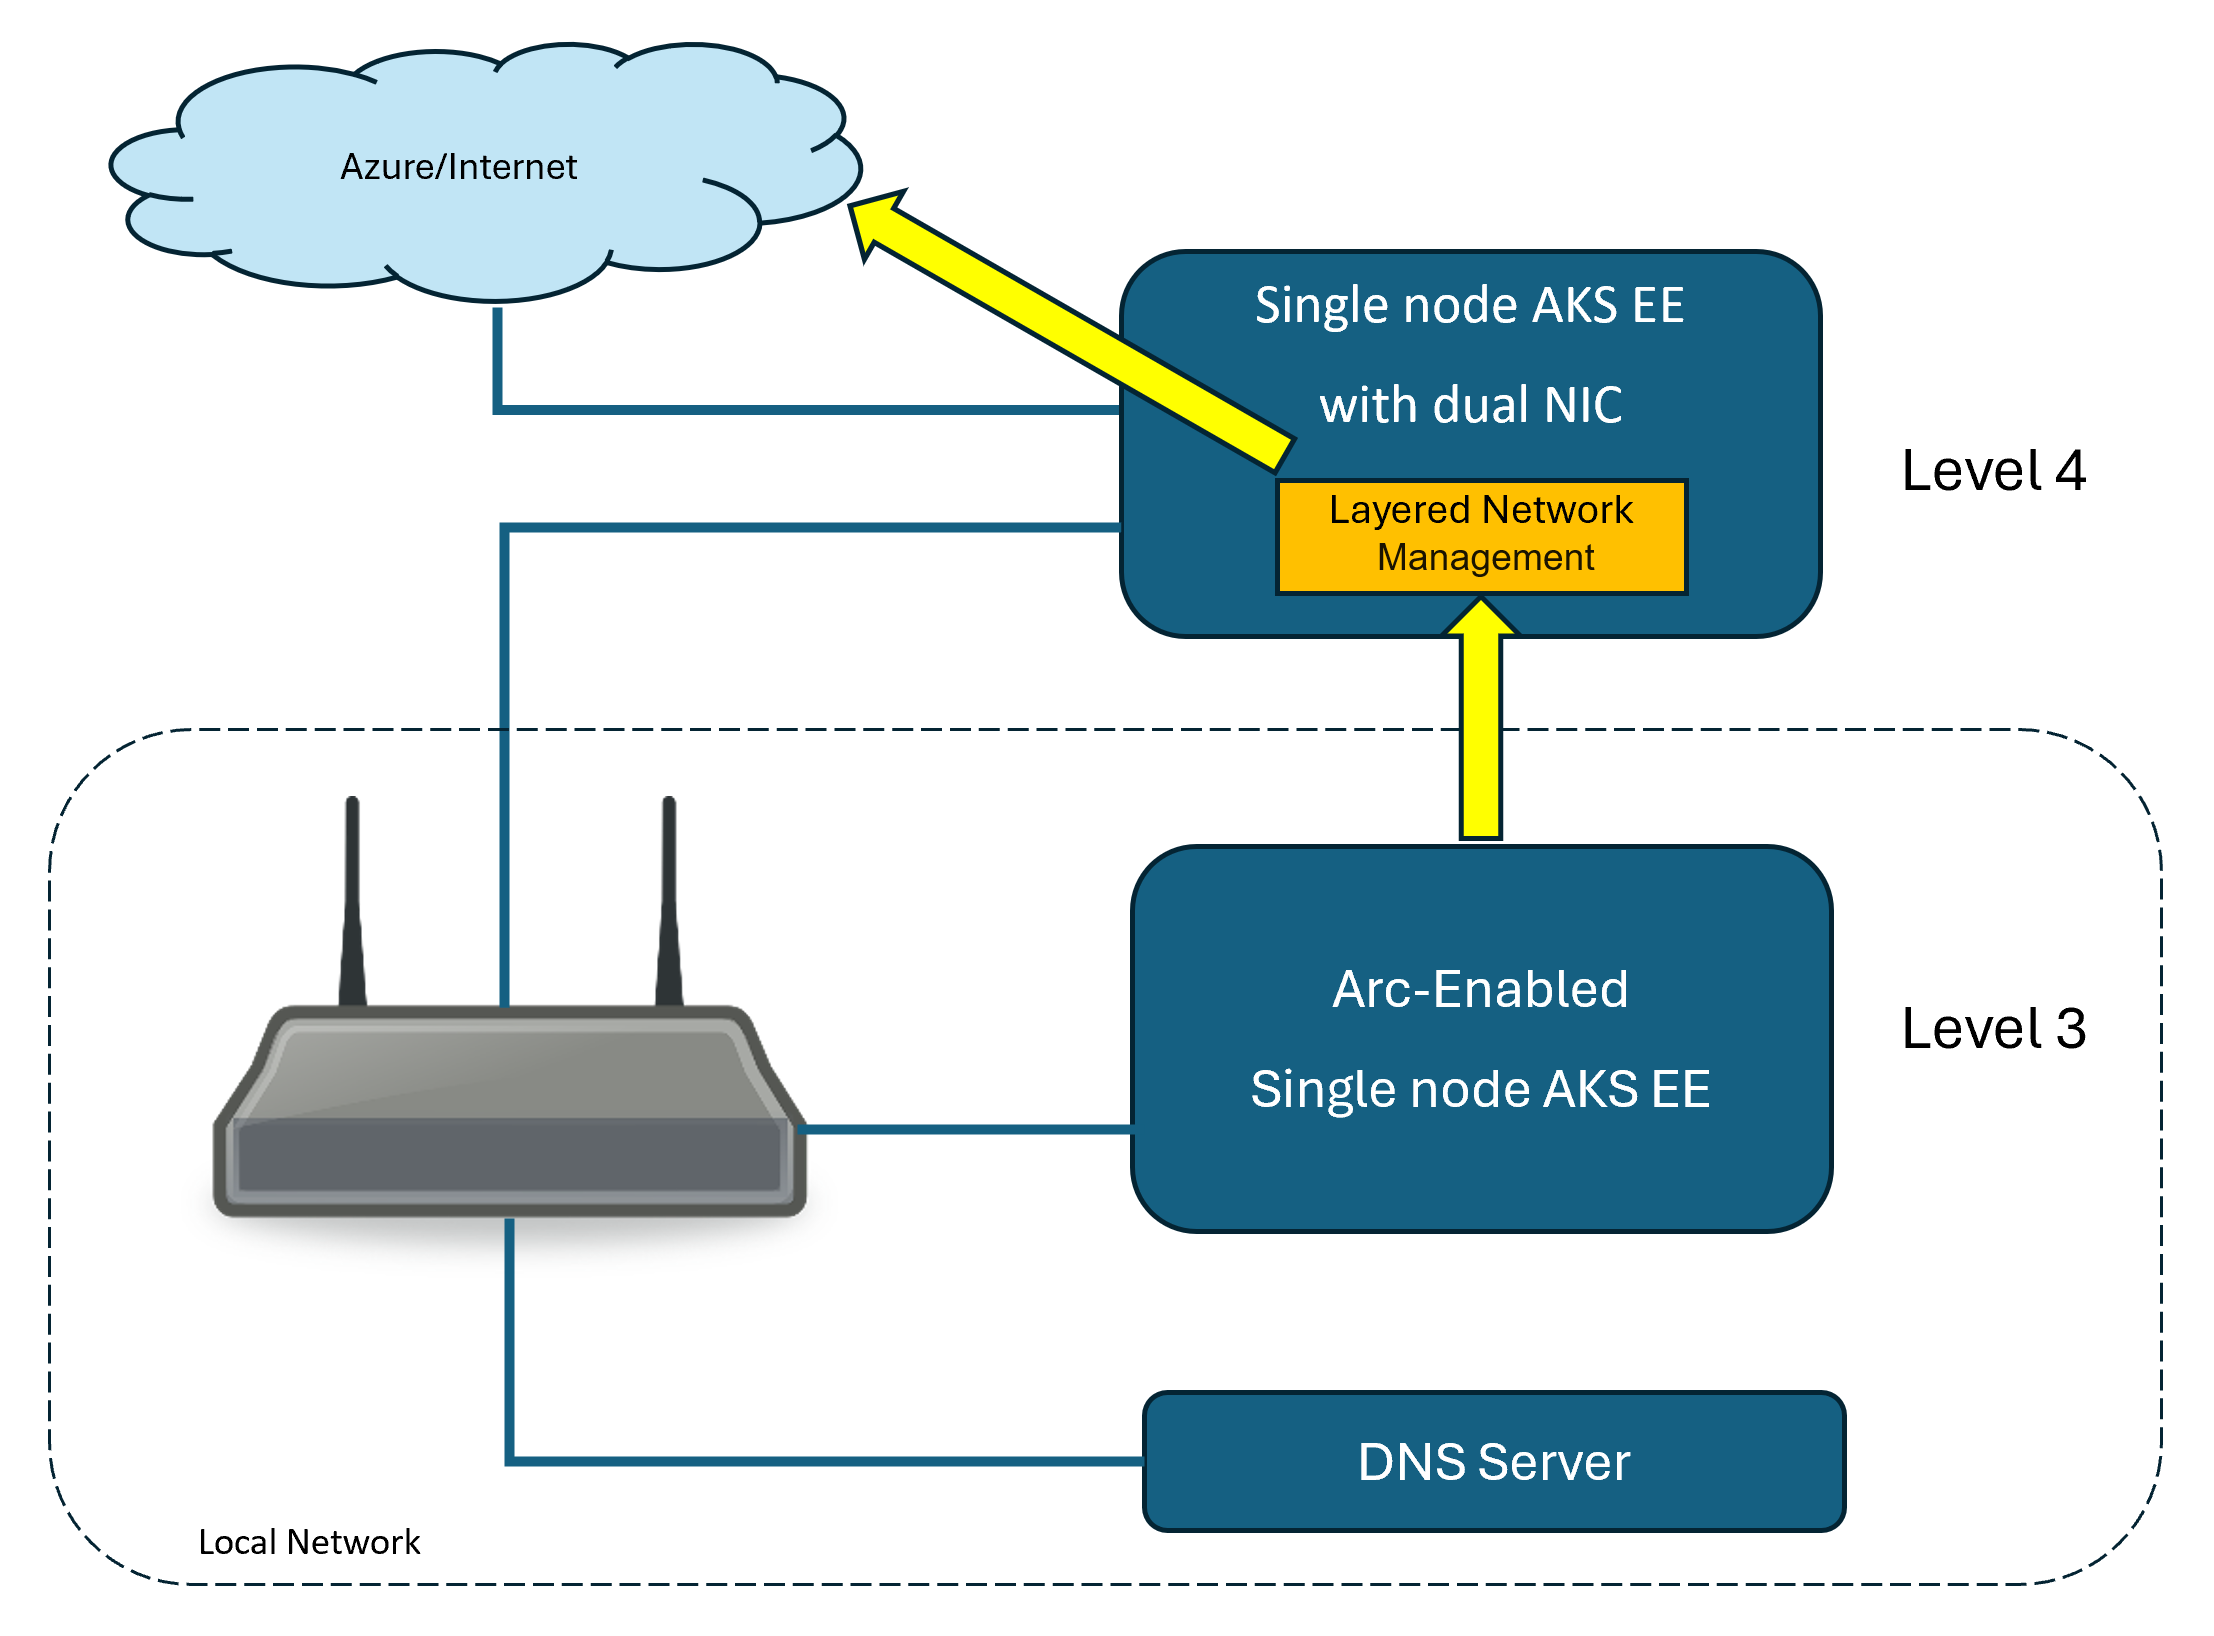 Azure/Internet
Single node AKS EE
with dual NIC
Layered Network
Management
Level 4
Arc-Enabled
Single node AKS EE
Level 3
DNS Server
Local Network